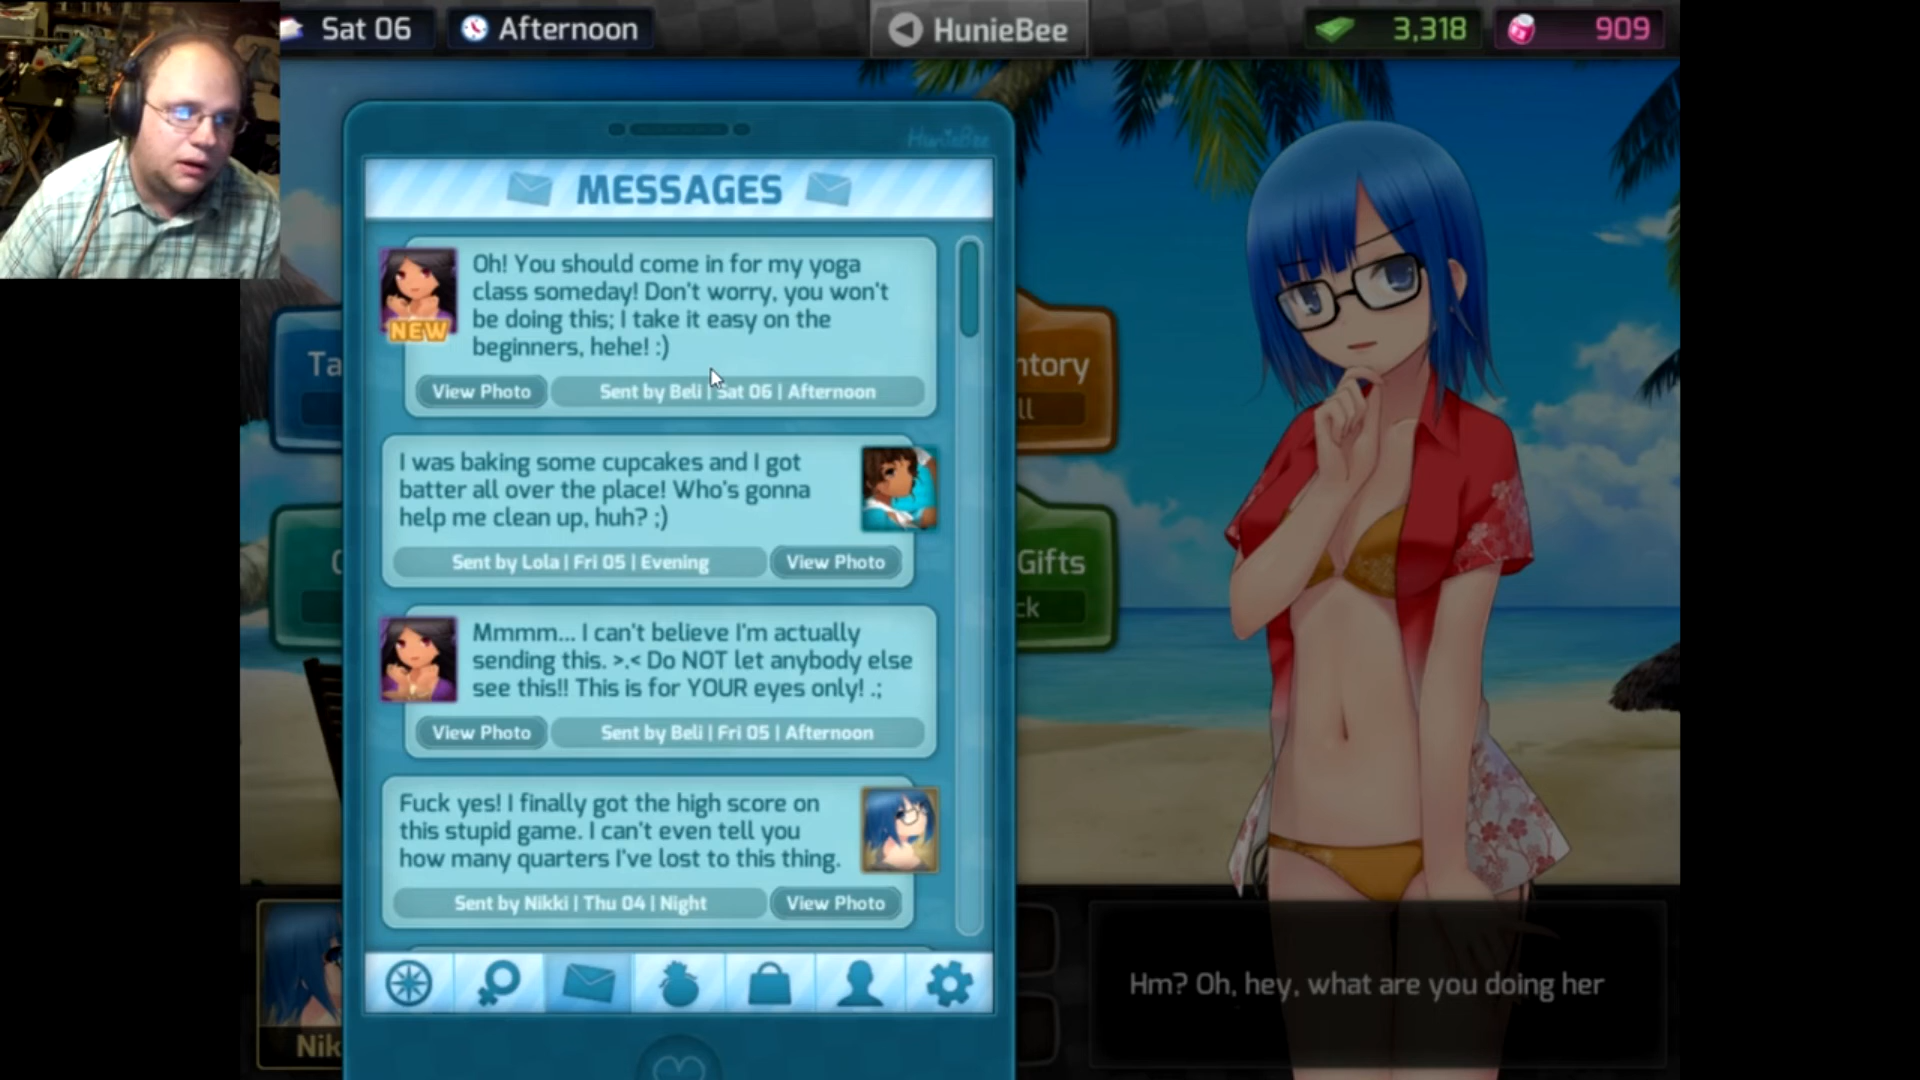 Sat 06
Afternoon
HunieBee
3,318
909
HunieBee
MESSAGES
Oh! You should come in for my yoga
class someday! Don't worry, you won't
be doing this; I take it easy on the
beginners, hehe! :)
NEW
View Photo
Sent by Beli | Sat 06 | Afternoon
I was baking some cupcakes and I got
batter all over the place! Who's gonna
help me clean up, huh? ;)
Sent by Lola | Fri 05 | Evening
View Photo
Mmmm... I can't believe I'm actually
sending this. >.< Do NOT let anybody else
see this!! This is for YOUR eyes only! .;
View Photo
Sent by Beli | Fri 05 | Afternoon
Fuck yes! I finally got the high score on
this stupid game. I can't even tell you
how many quarters I've lost to this thing.
Sent by Nikki | Thu 04 | Night
View Photo
Ta
ntory
ll
Gifts
ck
Nik
Hm? Oh, hey, what are you doing her